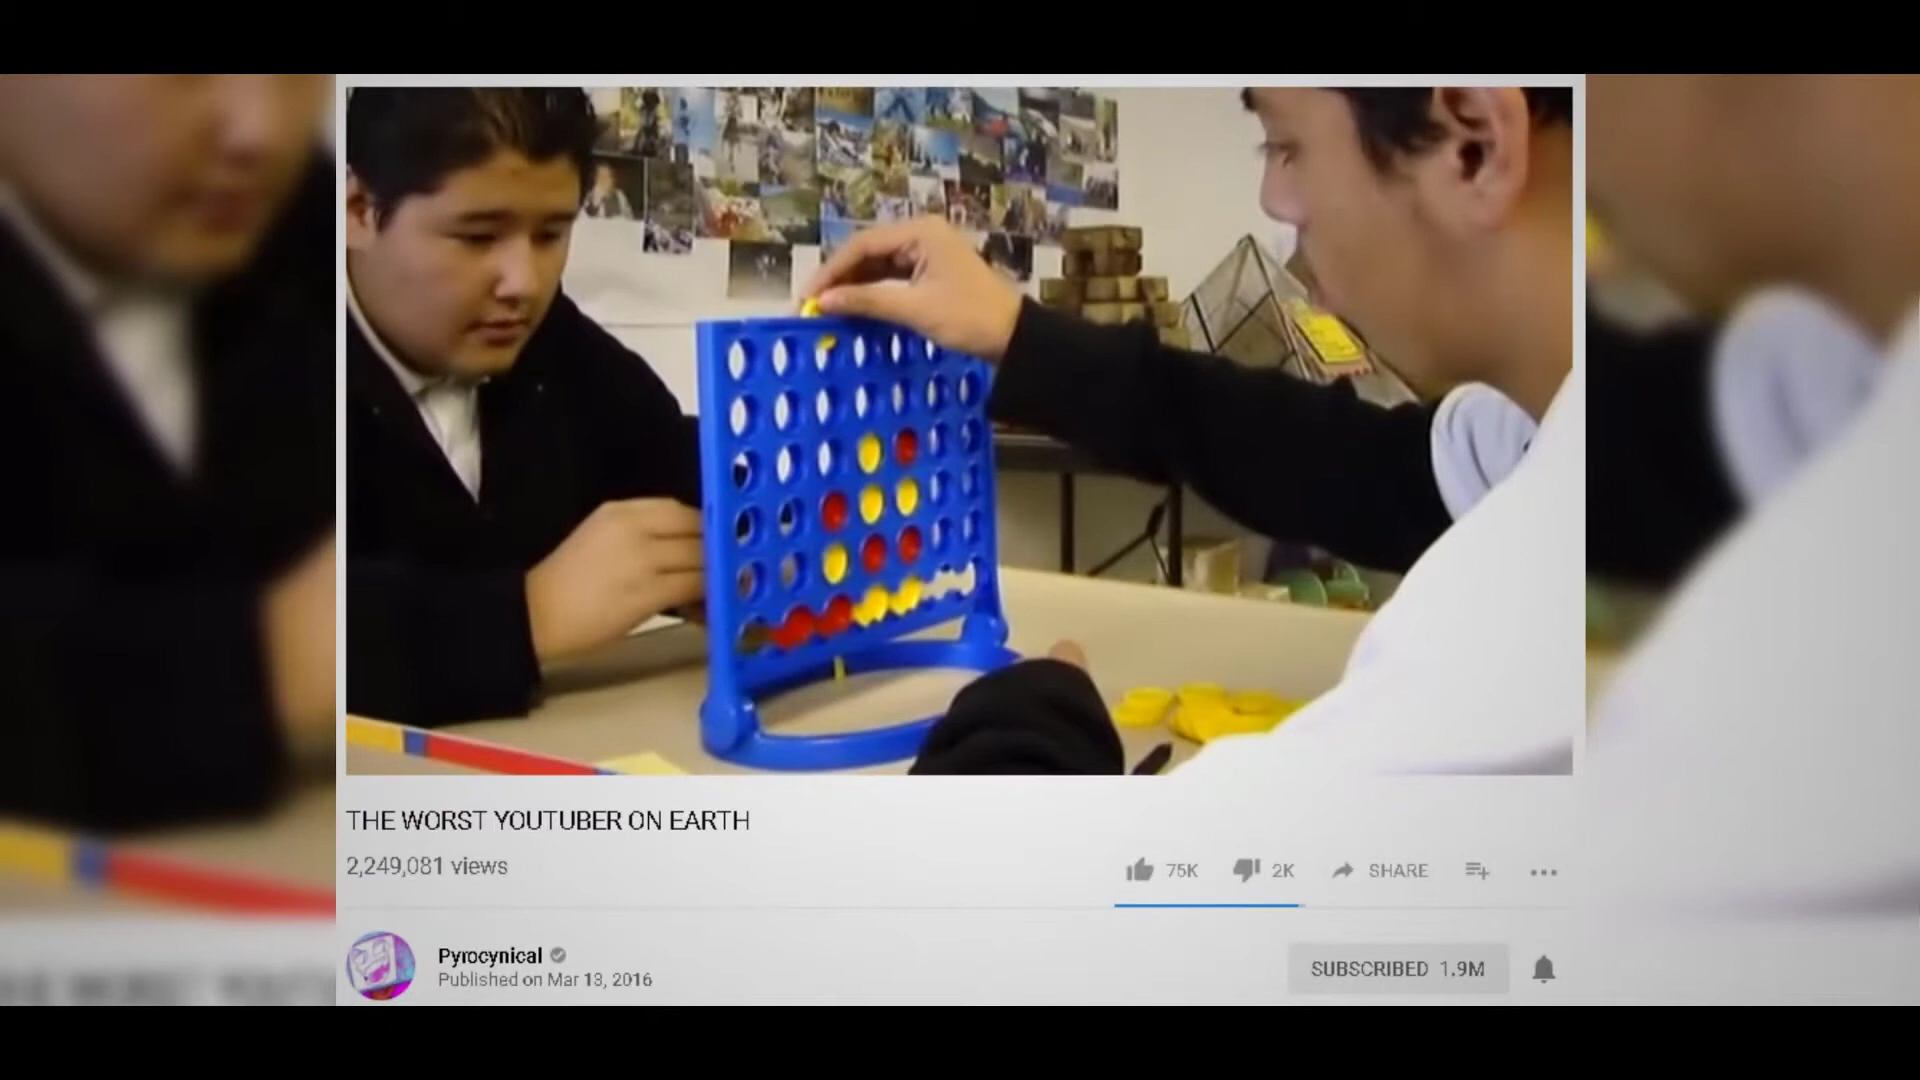 THE WORST YOUTUBER ON EARTH
2,249,081 views
75K
2K
SHARE
Pyrocynical
Published on Mar 13, 2016
SUBSCRIBED 1.9M